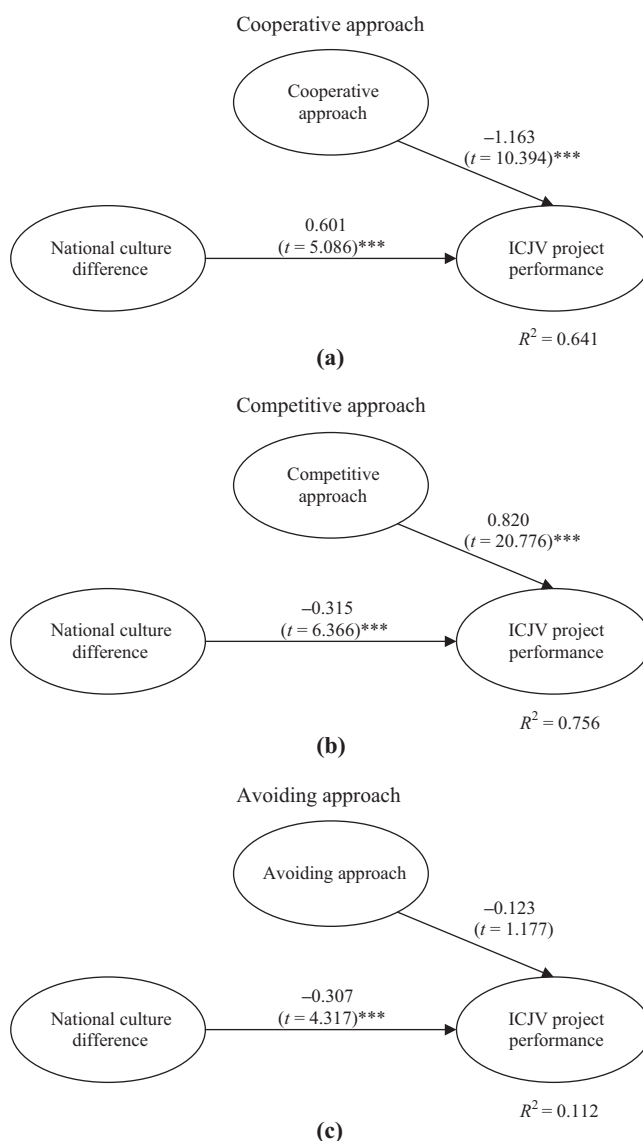 Cooperative approach
Cooperative
approach
−1.163
(t = 10.394)***
National culture
difference
0.601
(t = 5.086)***
ICJV project
performance
R² = 0.641
(a)
Competitive approach
Competitive
approach
0.820
(t = 20.776)***
National culture
difference
−0.315
(t = 6.366)***
ICJV project
performance
R² = 0.756
(b)
Avoiding approach
Avoiding approach
−0.123
(t = 1.177)
National culture
difference
−0.307
(t = 4.317)***
ICJV project
performance
R² = 0.112
(c)